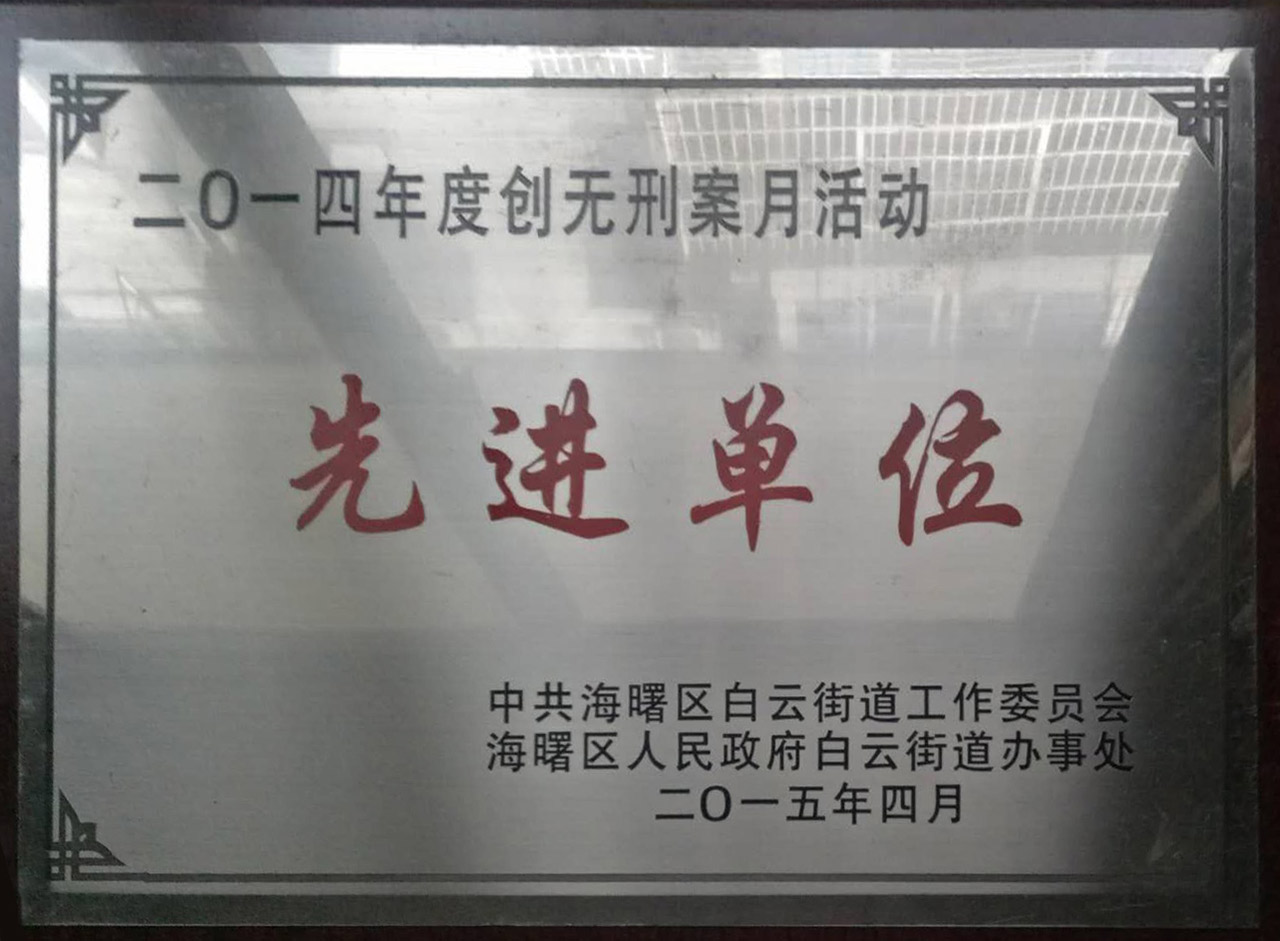 二〇一四年度创无刑案月活动
先进单位
中共海曙区白云街道工作委员会
海曙区人民政府白云街道办事处
二〇一五年四月